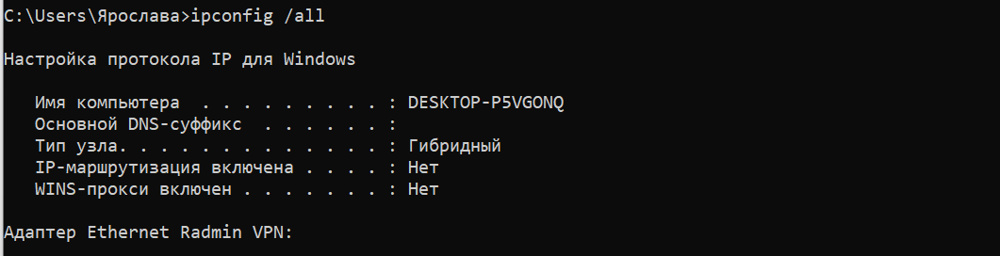 C:\Users\Ярослава>ipconfig /all
Настройка протокола IP для Windows
Имя компьютера  . . . . . . . . . : DESKTOP-P5VGONQ
Основной DNS-суффикс  . . . . . . :
Тип узла. . . . . . . . . . . . . : Гибридный
IP-маршрутизация включена . . . . : Нет
WINS-прокси включен . . . . . . . : Нет
Адаптер Ethernet Radmin VPN: